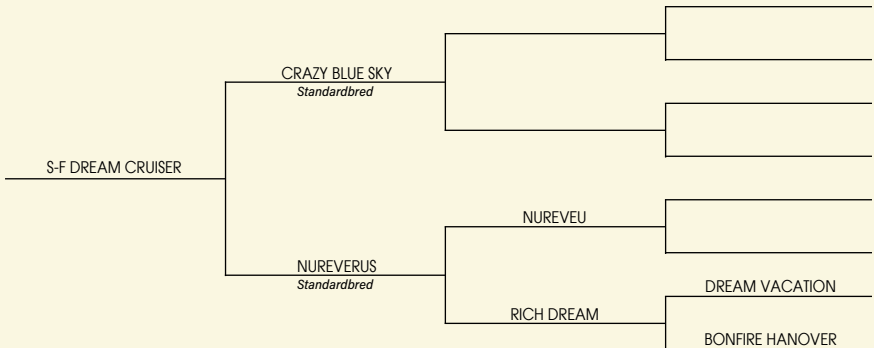 CRAZY BLUE SKY
Standardbred
S-F DREAM CRUISER
NUREVEU
NUREVERUS
Standardbred
DREAM VACATION
RICH DREAM
BONFIRE HANOVER